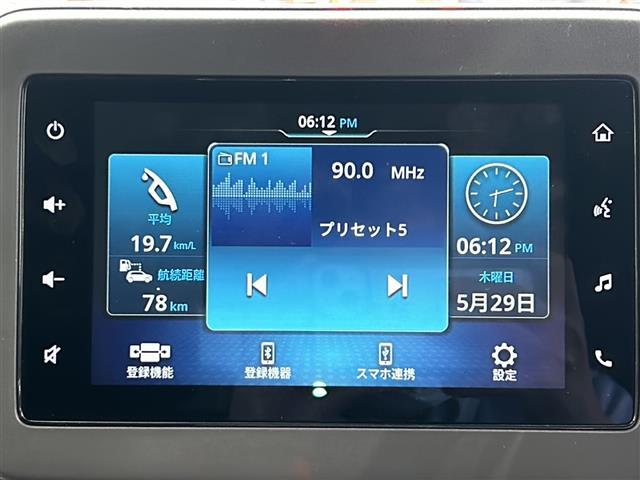 06:12 PM
FM 1
90.0 MHz
プリセット5
平均
19.7 km/L
航続距離
78 km
06:12 PM
木曜日
5月29日
登録機能
登録機器
スマホ連携
設定